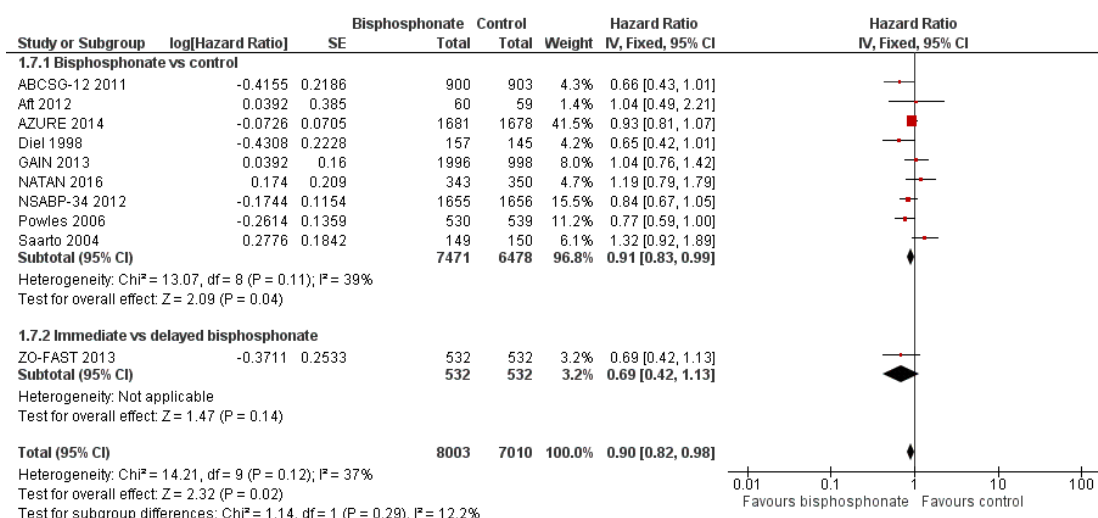 Bisphosphonate Control Hazard Ratio Hazard Ratio
Study or Subgroup log[Hazard Ratio] SE Total Total Weight IV, Fixed, 95% CI IV, Fixed, 95% CI
1.7.1 Bisphosphonate vs control
ABCSG-12 2011 -0.4155 0.2186 900 903 4.3% 0.66 [0.43, 1.01]
Aft 2012 0.0392 0.385 60 59 1.4% 1.04 [0.49, 2.21]
AZURE 2014 -0.0726 0.0705 1681 1678 41.5% 0.93 [0.81, 1.07]
Diel 1998 -0.4308 0.2228 157 145 4.2% 0.65 [0.42, 1.01]
GAIN 2013 0.0392 0.16 1996 998 8.0% 1.04 [0.76, 1.42]
NATAN 2016 0.174 0.209 343 350 4.7% 1.19 [0.79, 1.79]
NSABP-34 2012 -0.1744 0.1154 1655 1656 15.5% 0.84 [0.67, 1.05]
Powles 2006 -0.2614 0.1359 530 539 11.2% 0.77 [0.59, 1.00]
Saarto 2004 0.2776 0.1842 149 150 6.1% 1.32 [0.92, 1.89]
Subtotal (95% CI) 7471 6478 96.8% 0.91 [0.83, 0.99]
Heterogeneity: Chi² = 13.07, df = 8 (P = 0.11); I² = 39%
Test for overall effect: Z = 2.09 (P = 0.04)
1.7.2 Immediate vs delayed bisphosphonate
ZO-FAST 2013 -0.3711 0.2533 532 532 3.2% 0.69 [0.42, 1.13]
Subtotal (95% CI) 532 532 3.2% 0.69 [0.42, 1.13]
Heterogeneity: Not applicable
Test for overall effect: Z = 1.47 (P = 0.14)
Total (95% CI) 8003 7010 100.0% 0.90 [0.82, 0.98]
Heterogeneity: Chi² = 14.21, df = 9 (P = 0.12); I² = 37%
Test for overall effect: Z = 2.32 (P = 0.02)
Test for subgroup differences: Chi² = 1.14, df = 1 (P = 0.29), I² = 12.2%
0.01 0.1 1 10 100
Favours bisphosphonate Favours control